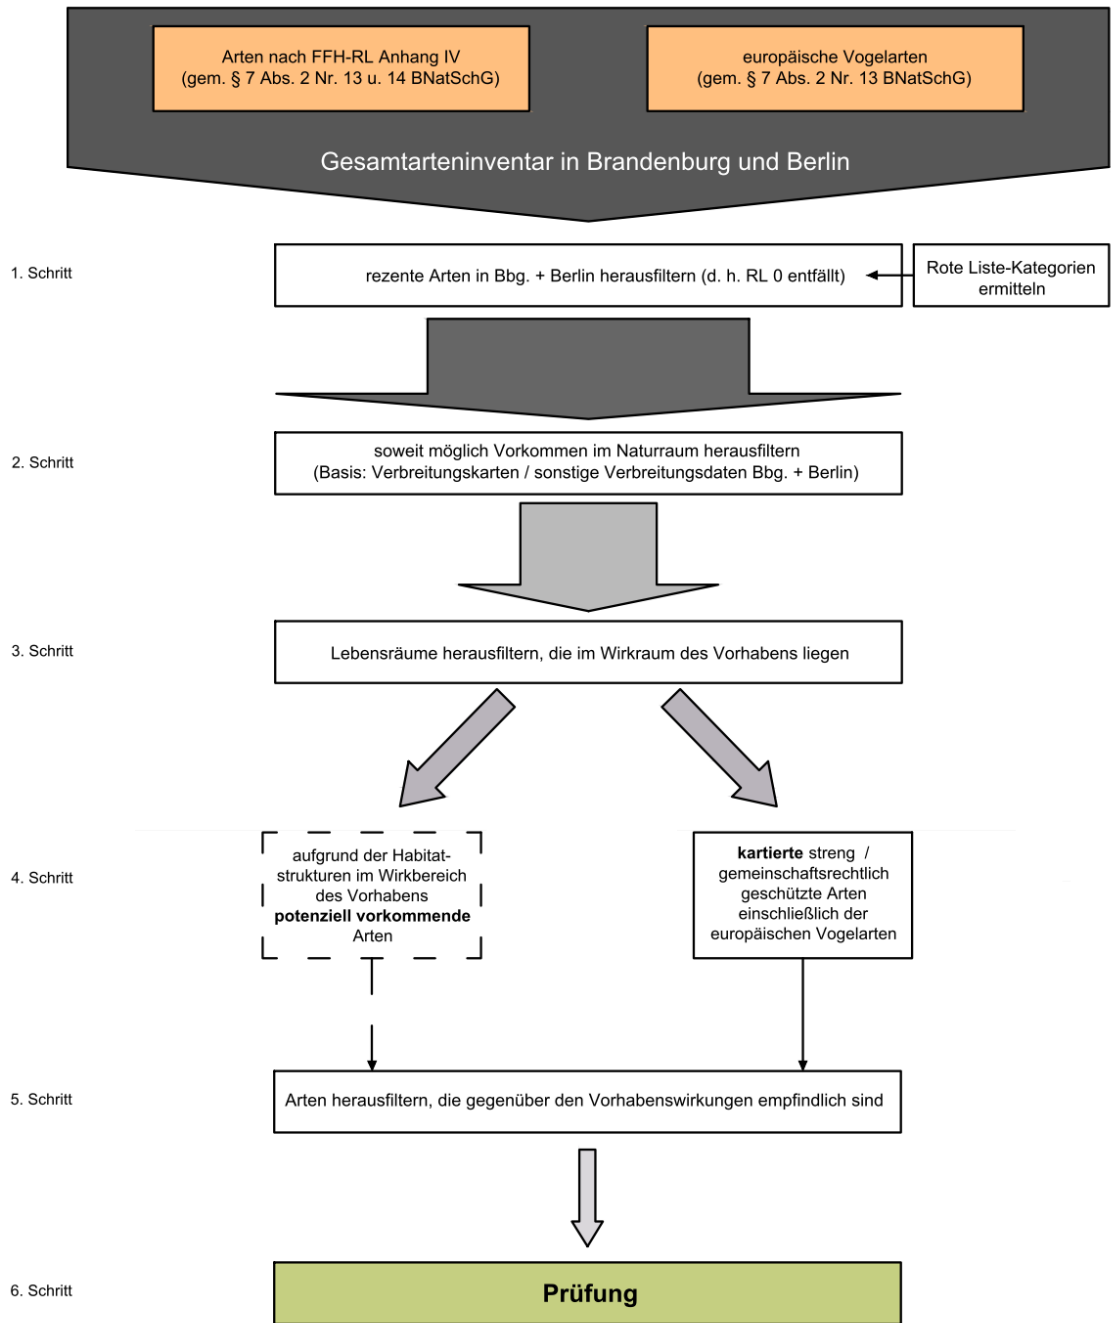 Arten nach FFH-RL Anhang IV
(gem. § 7 Abs. 2 Nr. 13 u. 14 BNatSchG)
europäische Vogelarten
(gem. § 7 Abs. 2 Nr. 13 BNatSchG)
Gesamtarteninventar in Brandenburg und Berlin
1. Schritt
rezente Arten in Bbg. + Berlin herausfiltern (d. h. RL 0 entfällt)
Rote Liste-Kategorien
ermitteln
2. Schritt
soweit möglich Vorkommen im Naturraum herausfiltern
(Basis: Verbreitungskarten / sonstige Verbreitungsdaten Bbg. + Berlin)
3. Schritt
Lebensräume herausfiltern, die im Wirkraum des Vorhabens liegen
4. Schritt
aufgrund der Habitat-
strukturen im Wirkbereich
des Vorhabens
potenziell vorkommende
Arten
kartierte streng /
gemeinschaftsrechtlich
geschützte Arten
einschließlich der
europäischen Vogelarten
5. Schritt
Arten herausfiltern, die gegenüber den Vorhabenswirkungen empfindlich sind
6. Schritt
Prüfung